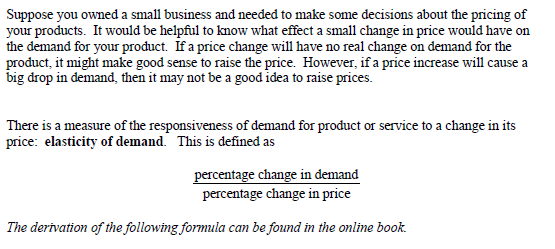 Suppose you owned a small business and needed to make some decisions about the pricing of
your products. It would be helpful to know what effect a small change in price would have on
the demand for your product. If a price change will have no real change on demand for the
product, it might make good sense to raise the price. However, if a price increase will cause a
big drop in demand, then it may not be a good idea to raise prices.
There is a measure of the responsiveness of demand for product or service to a change in its
price: elasticity of demand. This is defined as
percentage change in demand
percentage change in price
The derivation of the following formula can be found in the online book.